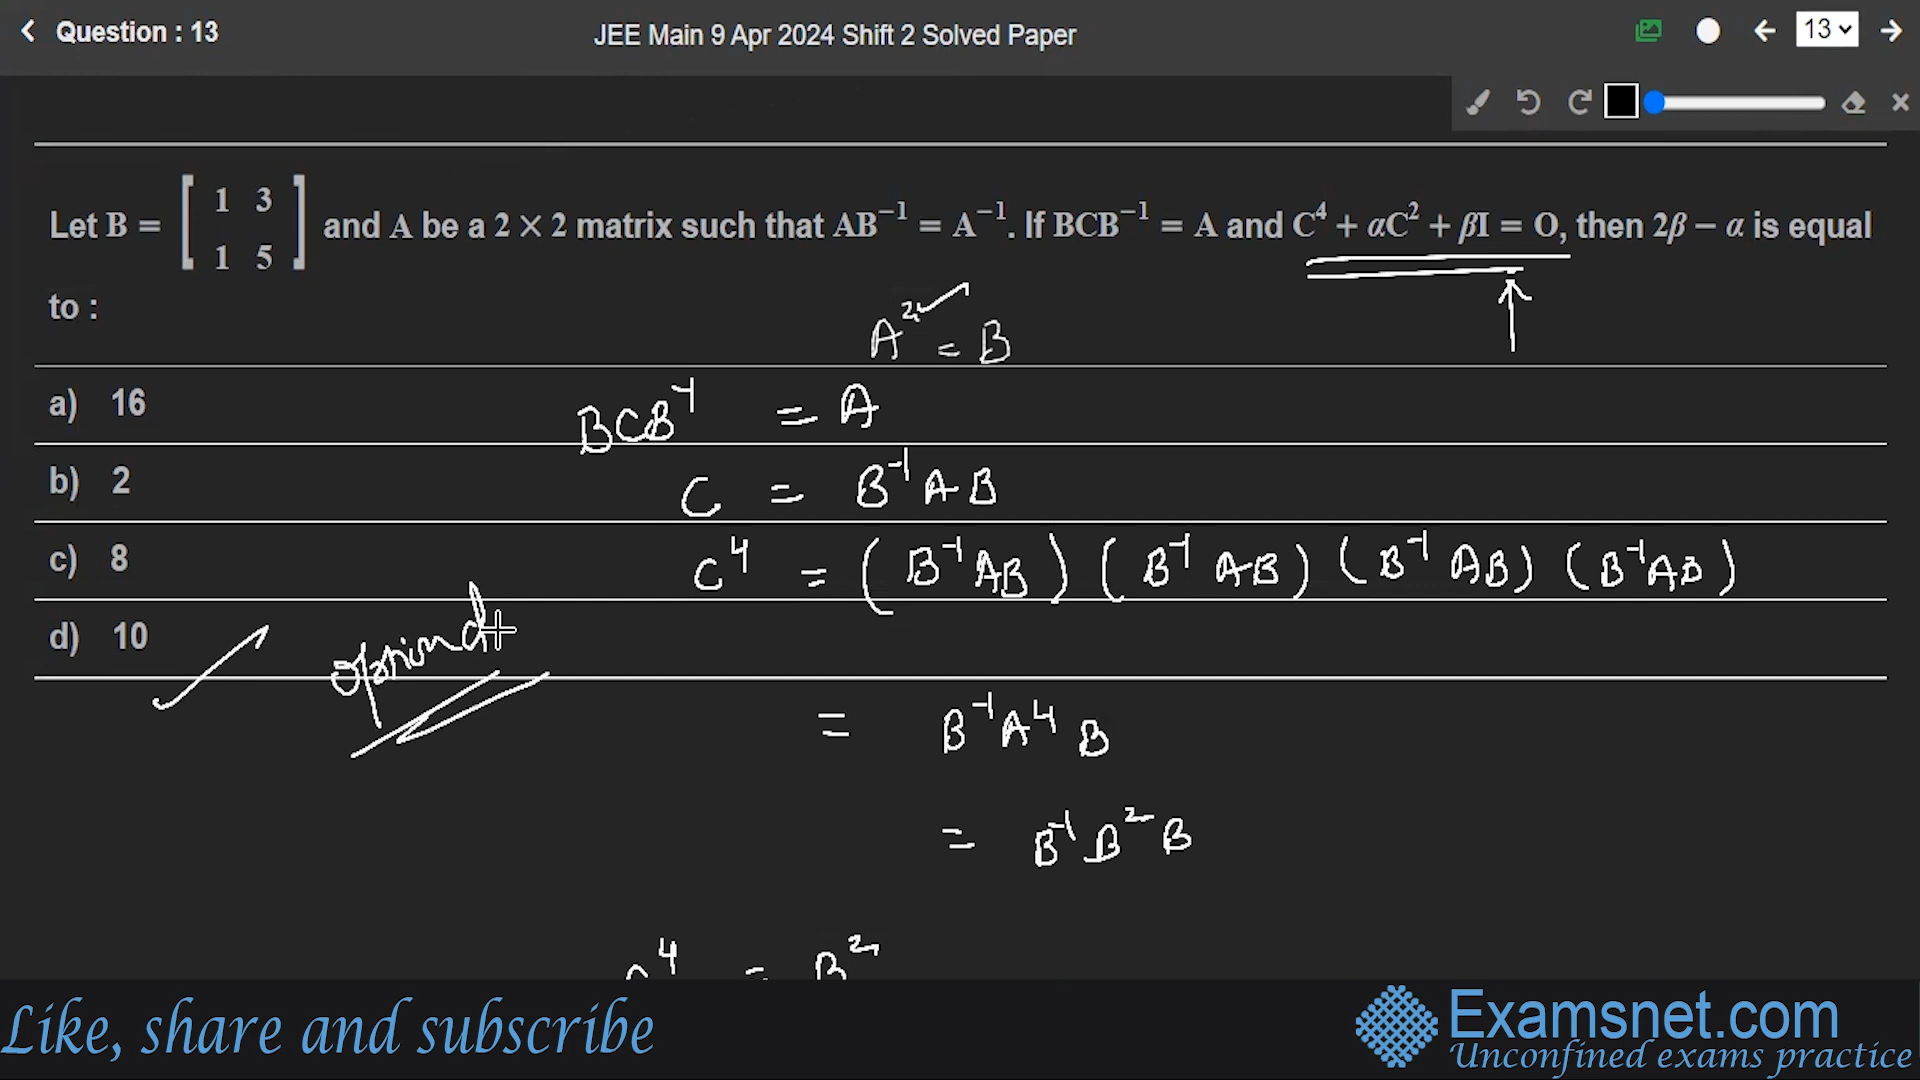 Question : 13
JEE Main 9 Apr 2024 Shift 2 Solved Paper
13
Let B = [ 1 3 1 5 ] and A be a 2 × 2 matrix such that AB⁻¹ = A⁻¹. If BCB⁻¹ = A and C⁴ + αC² + βI = O, then 2β − α is equal
to :
A² = B
a) 16
BCB⁻¹ = A
b) 2
C = B⁻¹AB
c) 8
C⁴ = (B⁻¹AB) (B⁻¹AB) (B⁻¹AB) (B⁻¹AB)
d) 10
option d
= B⁻¹A⁴B
= B⁻¹B²B
C⁴ = B²
Like, share and subscribe
Examsnet.com
Unconfined exams practice